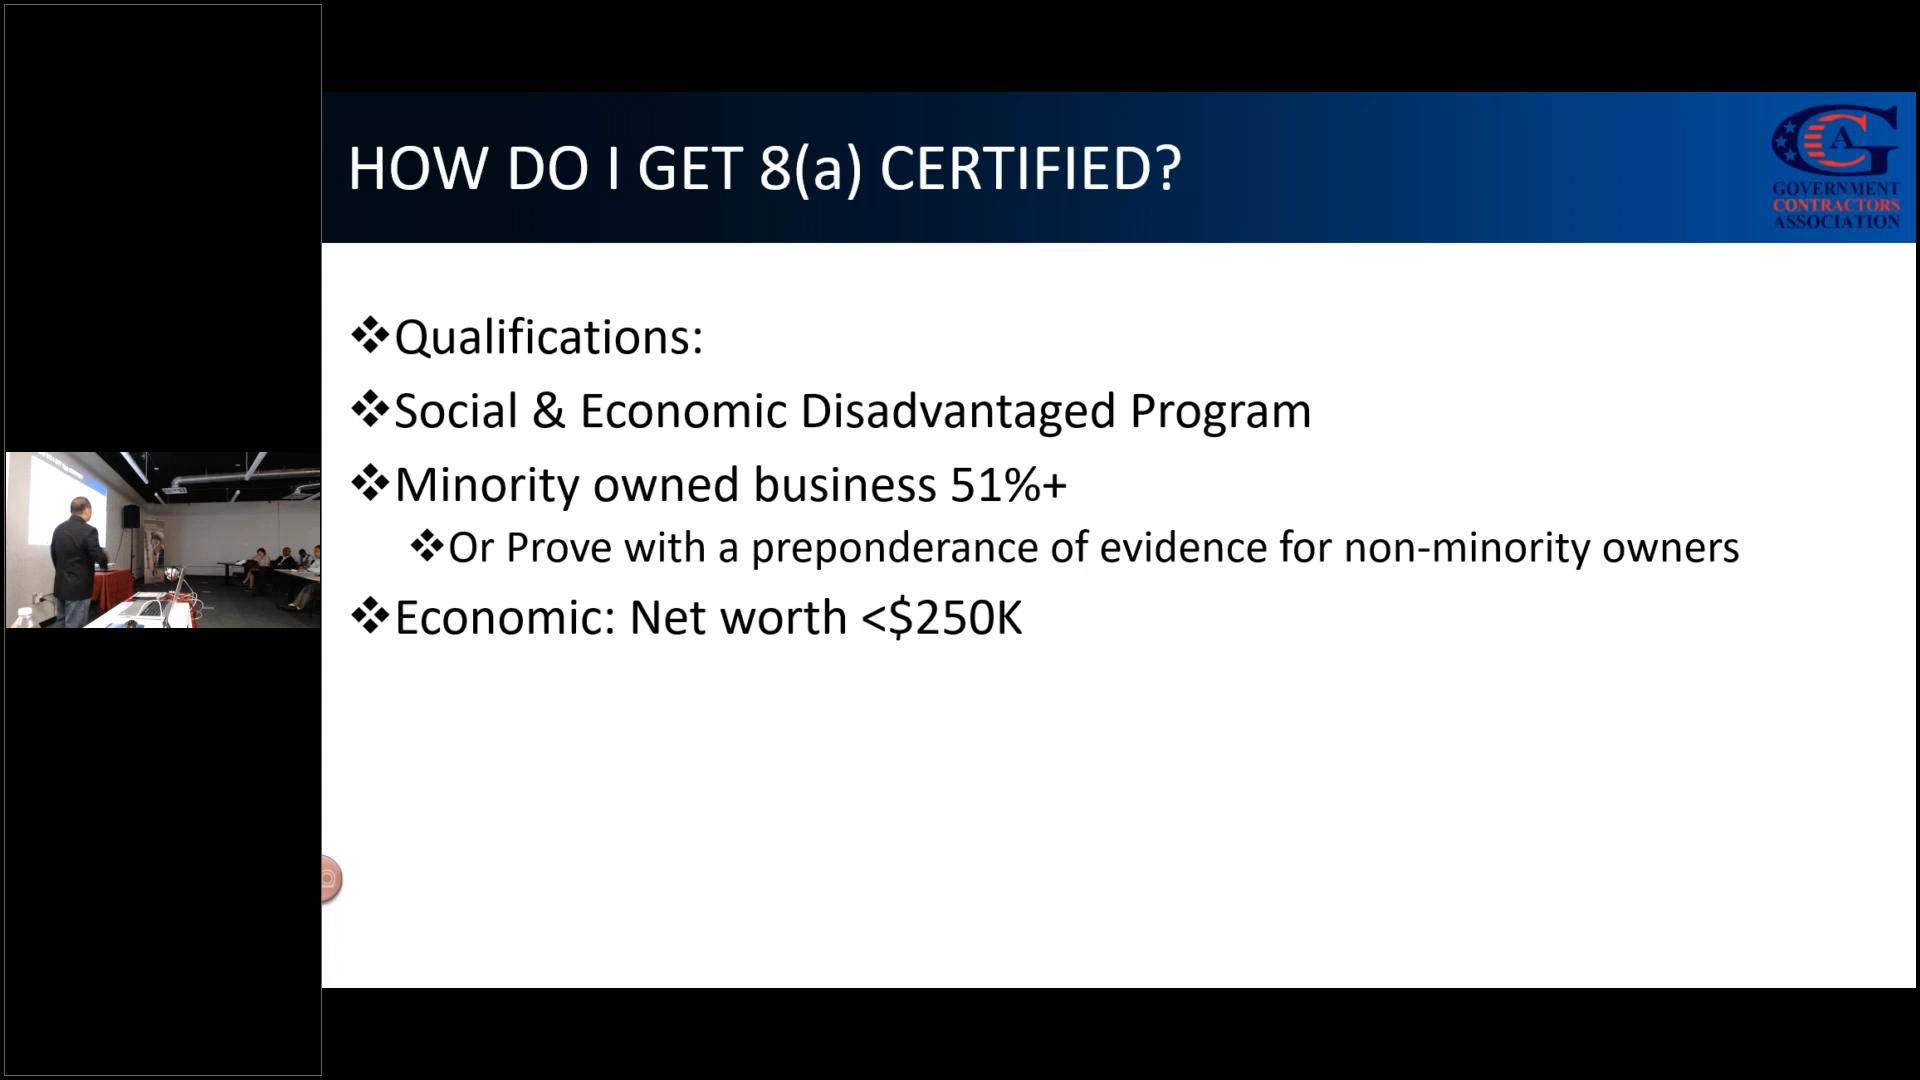 HOW DO I GET 8(a) CERTIFIED?
GOVERNMENT
CONTRACTORS
ASSOCIATION
❖Qualifications:
❖Social & Economic Disadvantaged Program
❖Minority owned business 51%+
❖Or Prove with a preponderance of evidence for non-minority owners
❖Economic: Net worth <$250K